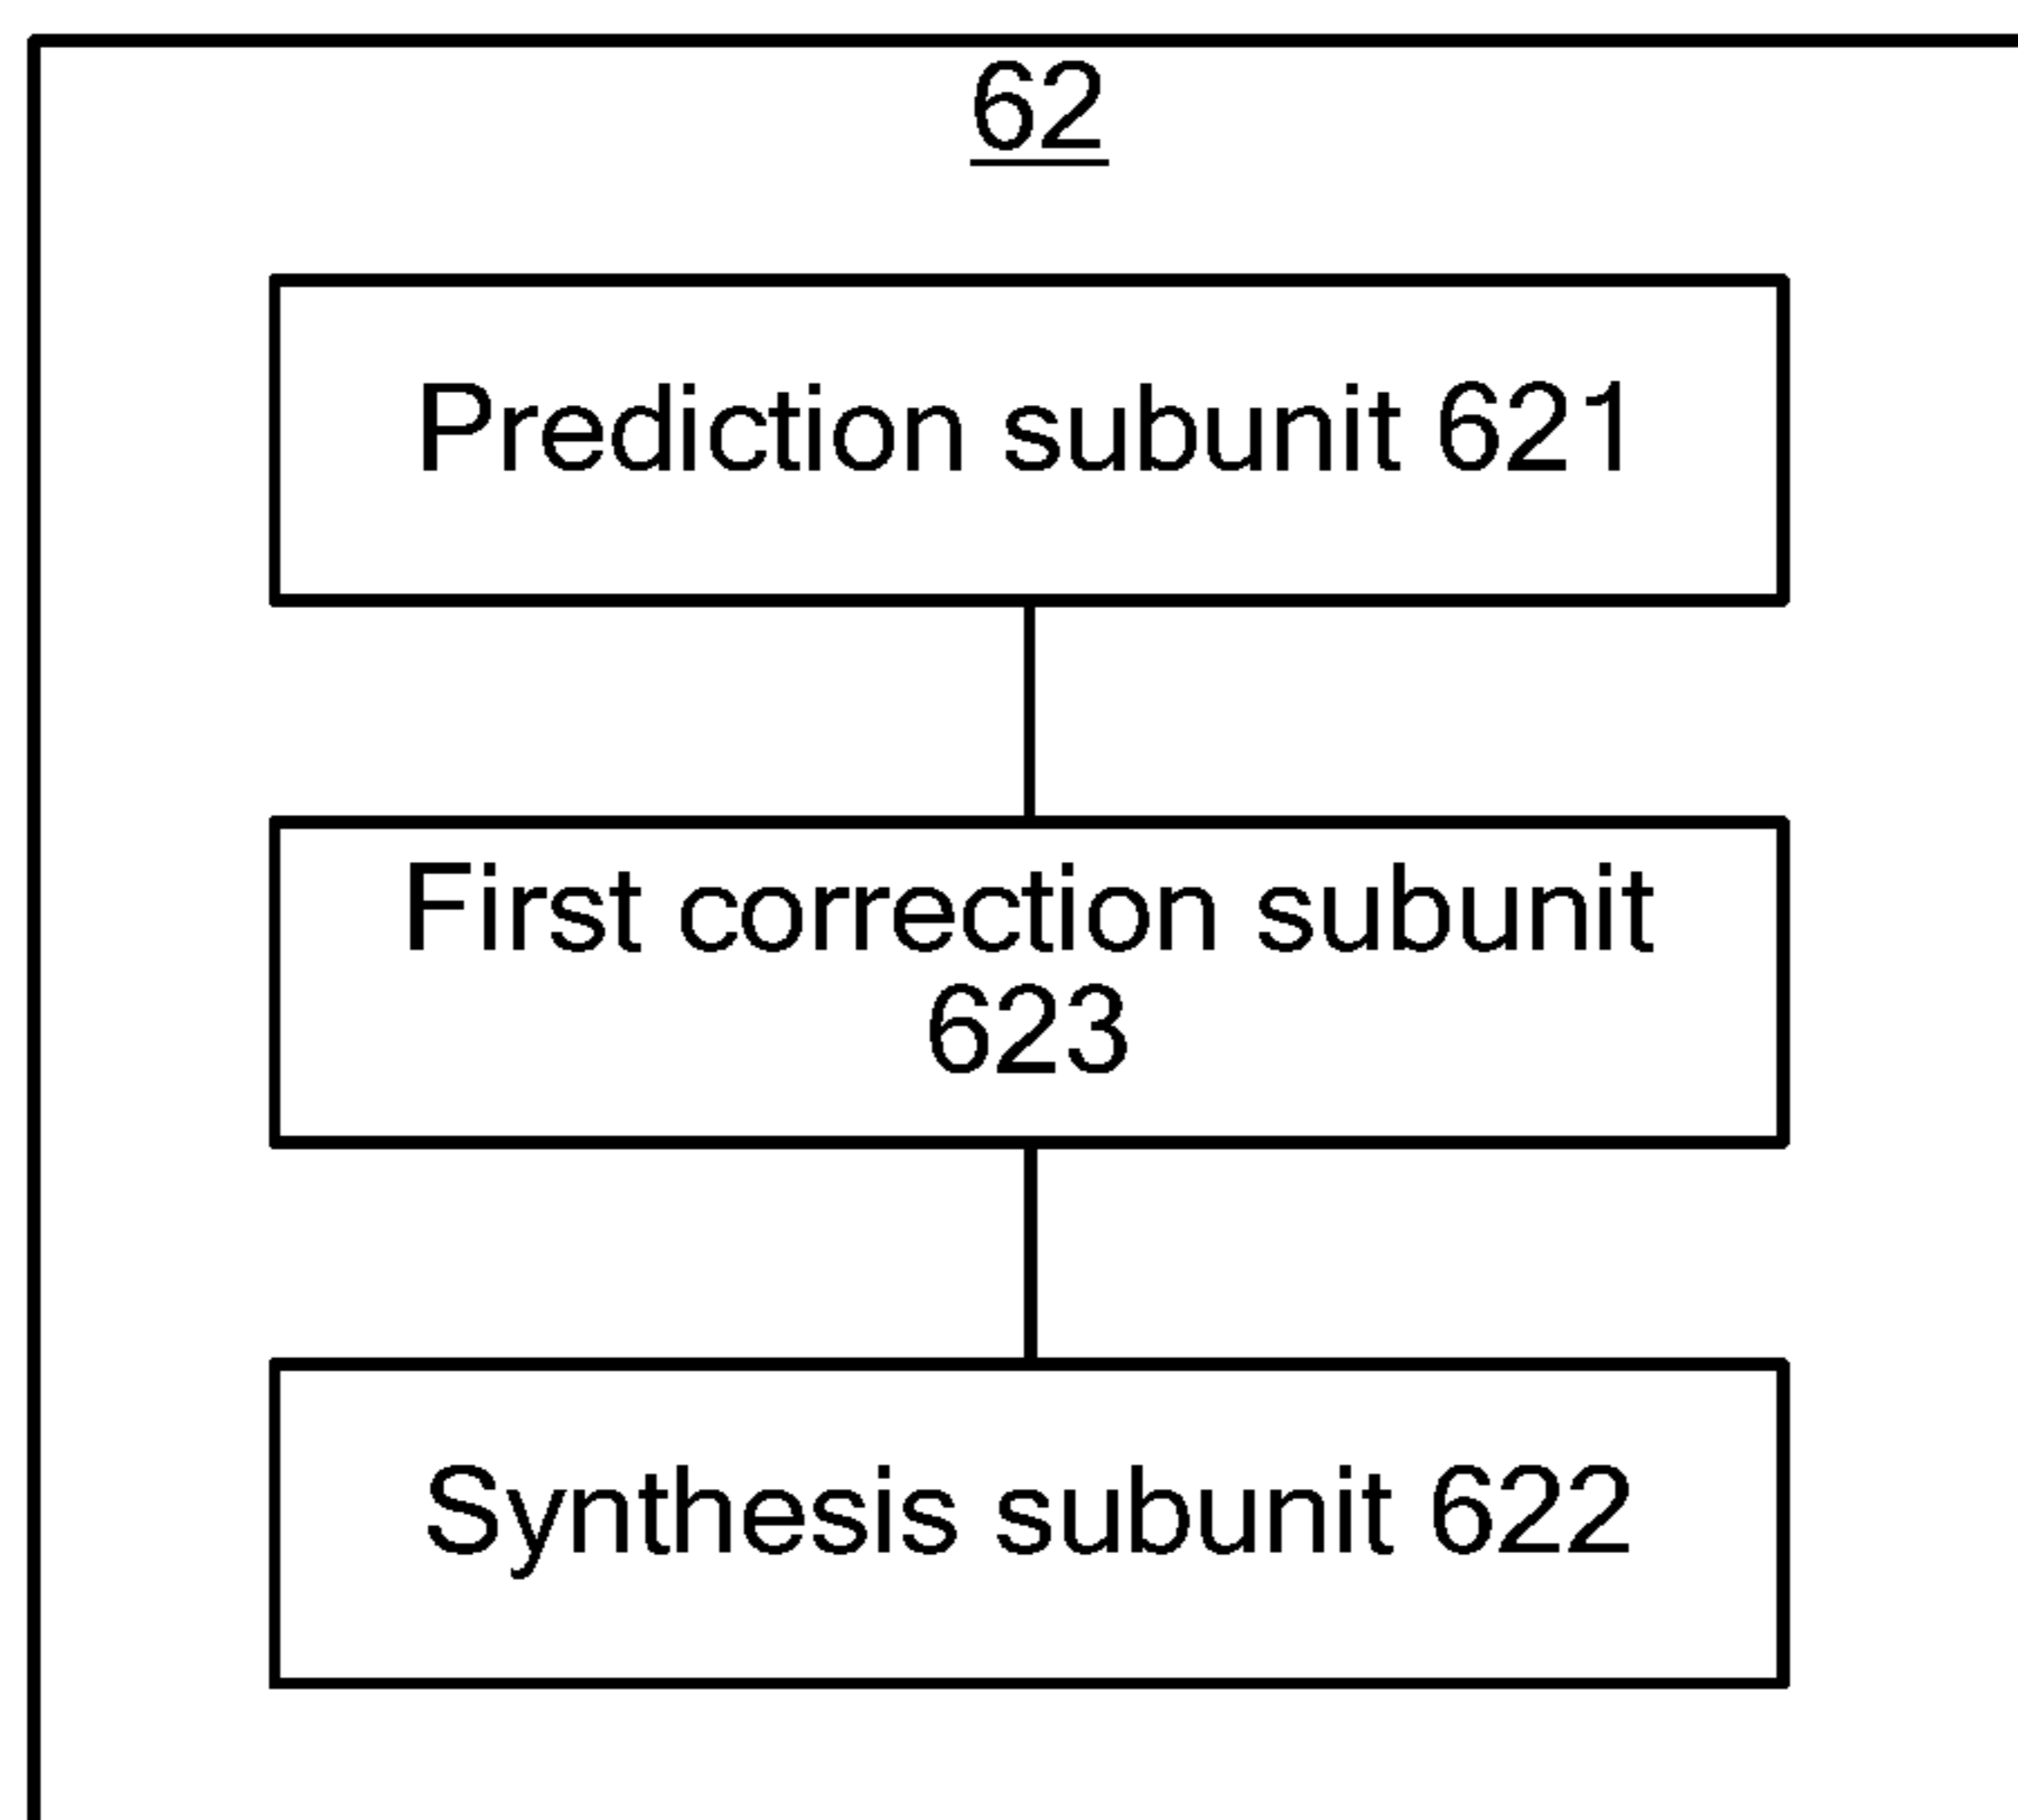 62
Prediction subunit 621
First correction subunit
623
Synthesis subunit 622